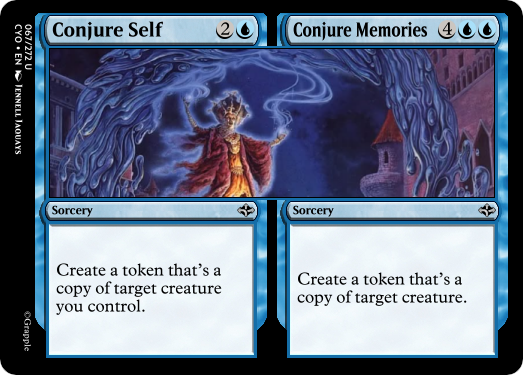 Conjure Self 2
Sorcery
Create a token that's a
copy of target creature
you control.
Conjure Memories 4
Sorcery
Create a token that's a
copy of target creature.
067/272 U
CYO • EN JENNELL JAQUAYS
©Grapple